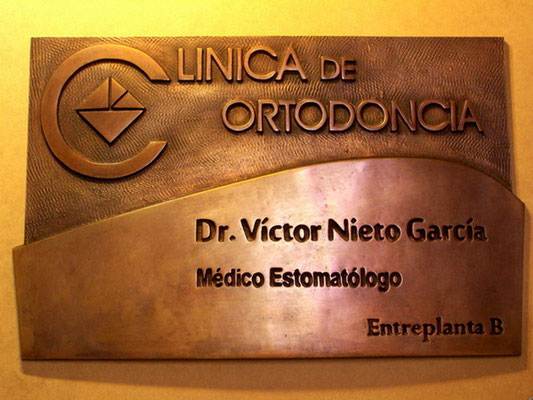 CLINICA DE
ORTODONCIA
Dr. Víctor Nieto García
Médico Estomatólogo
Entreplanta B